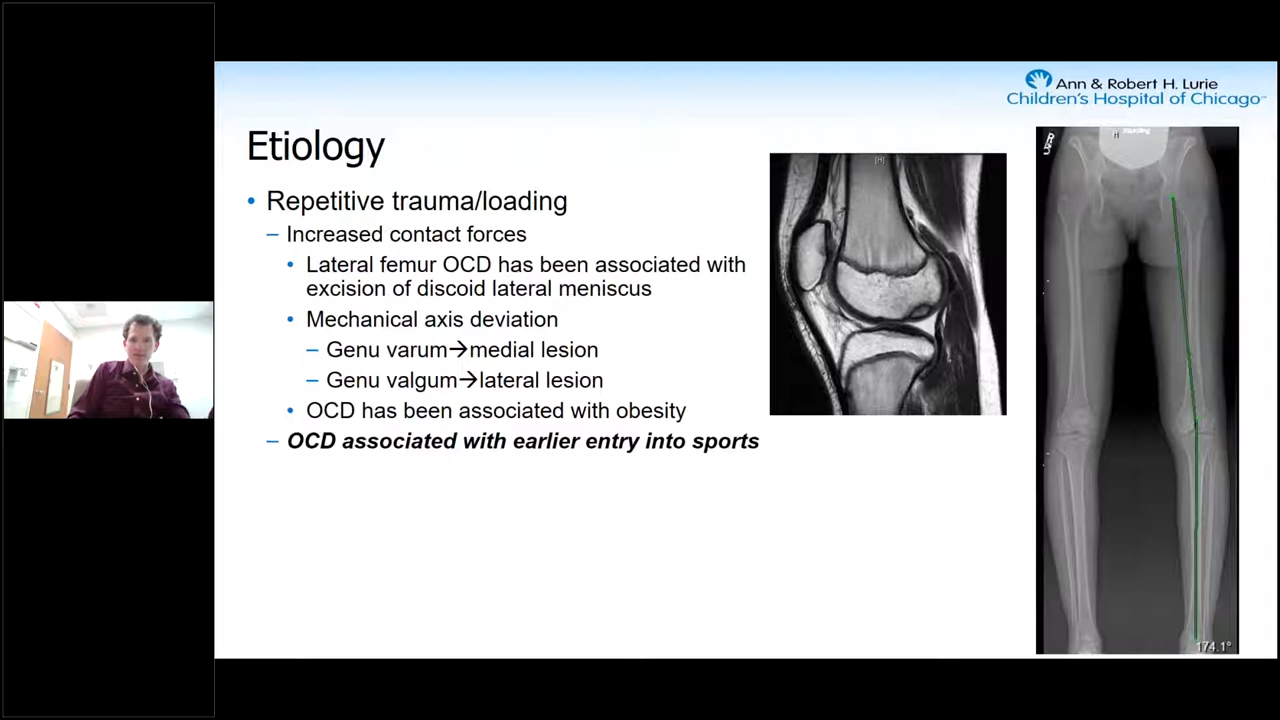 Ann & Robert H. Lurie
Children's Hospital of Chicago
Etiology
• Repetitive trauma/loading
– Increased contact forces
• Lateral femur OCD has been associated with
excision of discoid lateral meniscus
• Mechanical axis deviation
– Genu varum→medial lesion
– Genu valgum→lateral lesion
• OCD has been associated with obesity
– OCD associated with earlier entry into sports
[H]
H
174.1°